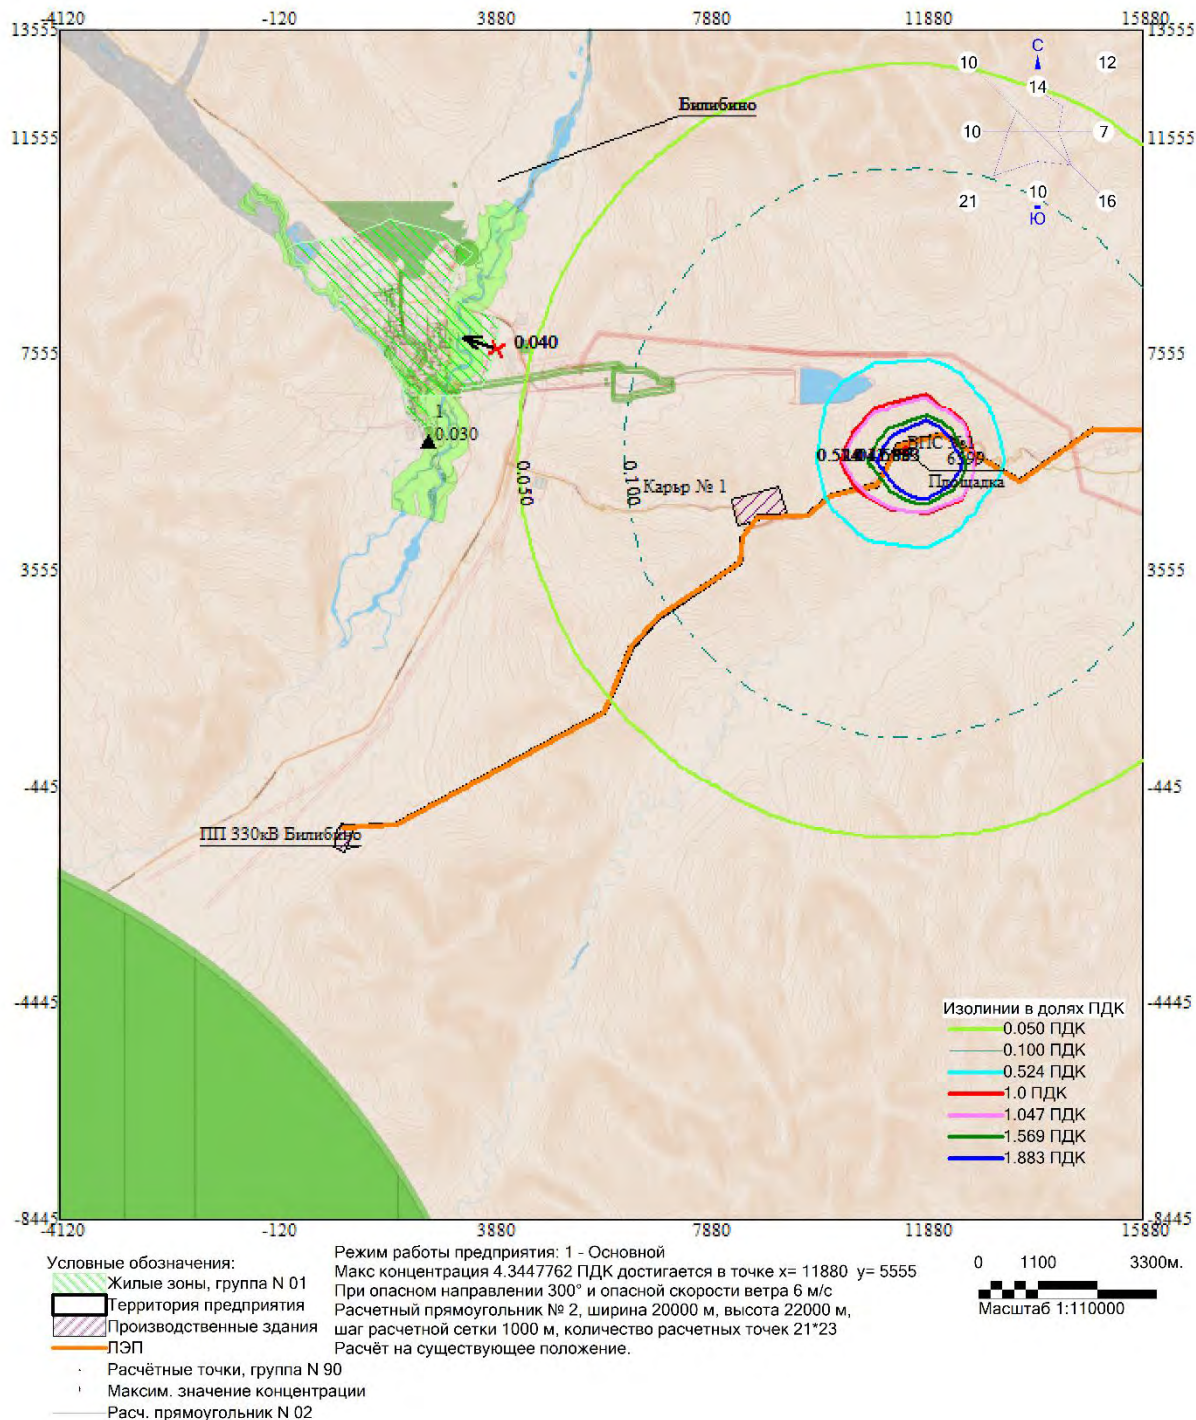 -4120 -120 3880 7880 11880 15880
13555 13555
С
10 12
14
Билибино
11555 11555
10 7
10
21 16
Ю
0.040
7555 7555
1
0.030
ВПС №1
6599
0.050
0.100
Карьр № 1
Площадка
3555 3555
-445 -445
ПП 330кВ Билибино
-4445 -4445
Изолинии в долях ПДК
0.050 ПДК
0.100 ПДК
0.524 ПДК
1.0 ПДК
1.047 ПДК
1.569 ПДК
1.883 ПДК
-8445 -8445
-4120 -120 3880 7880 11880 15880
Условные обозначения:
Жилые зоны, группа N 01
Территория предприятия
Производственные здания
ЛЭП
Расчётные точки, группа N 90
Максим. значение концентрации
Расч. прямоугольник N 02
Режим работы предприятия: 1 - Основной
Макс концентрация 4.3447762 ПДК достигается в точке x= 11880 y= 5555
При опасном направлении 300° и опасной скорости ветра 6 м/с
Расчетный прямоугольник № 2, ширина 20000 м, высота 22000 м,
шаг расчетной сетки 1000 м, количество расчетных точек 21*23
Расчёт на существующее положение.
0 1100 3300м.
Масштаб 1:110000